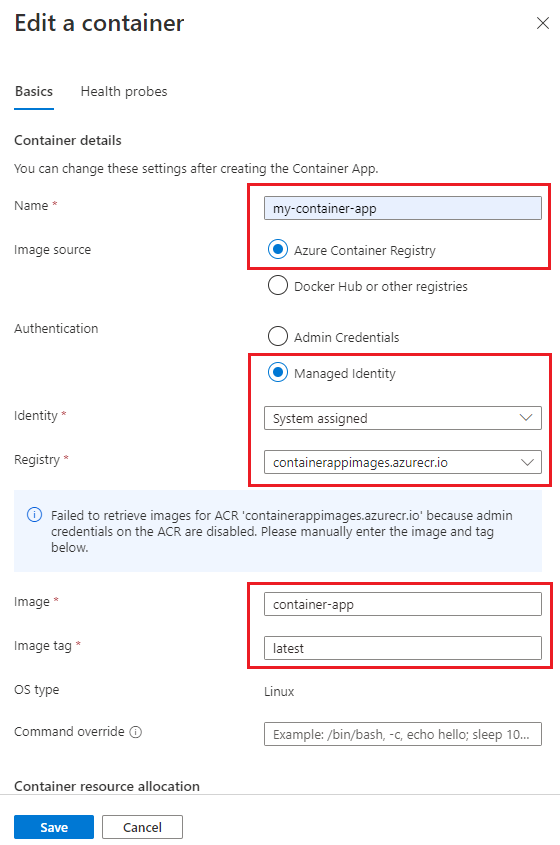 Edit a container
Basics Health probes
Container details
You can change these settings after creating the Container App.
Name * my-container-app
Image source Azure Container Registry
Docker Hub or other registries
Authentication Admin Credentials
Managed Identity
Identity * System assigned
Registry * containerappimages.azurecr.io
Failed to retrieve images for ACR 'containerappimages.azurecr.io' because admin
credentials on the ACR are disabled. Please manually enter the image and tag
below.
Image * container-app
Image tag * latest
OS type Linux
Command override Example: /bin/bash, -c, echo hello; sleep 10...
Container resource allocation
Save Cancel